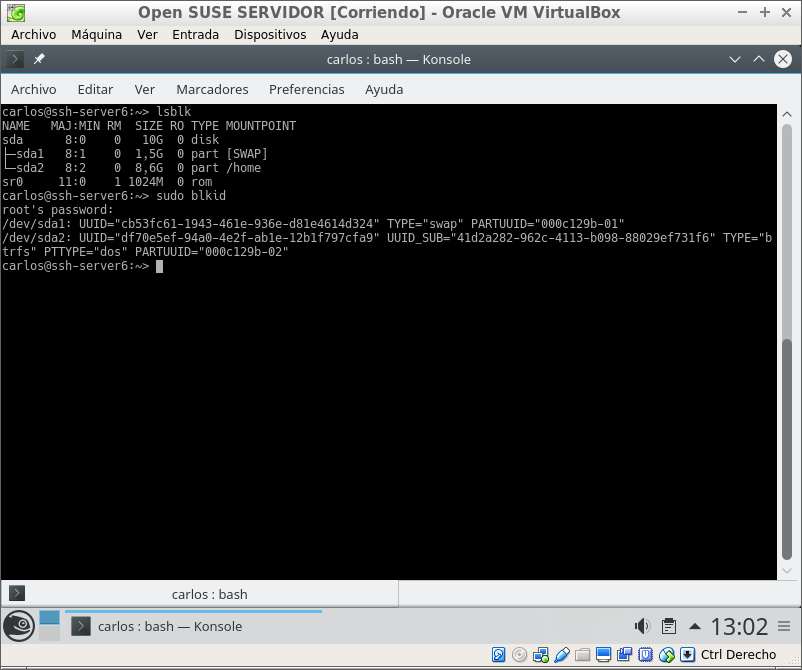 Open SUSE SERVIDOR [Corriendo] - Oracle VM VirtualBox
Archivo Máquina Ver Entrada Dispositivos Ayuda
carlos : bash — Konsole
Archivo Editar Ver Marcadores Preferencias Ayuda
carlos@ssh-server6:~> lsblk
NAME   MAJ:MIN RM  SIZE RO TYPE MOUNTPOINT
sda      8:0    0   10G  0 disk
├─sda1   8:1    0  1,5G  0 part [SWAP]
└─sda2   8:2    0  8,6G  0 part /home
sr0     11:0    1 1024M  0 rom
carlos@ssh-server6:~> sudo blkid
root's password:
/dev/sda1: UUID="cb53fc61-1943-461e-936e-d81e4614d324" TYPE="swap" PARTUUID="000c129b-01"
/dev/sda2: UUID="df70e5ef-94a0-4e2f-ab1e-12b1f797cfa9" UUID_SUB="41d2a282-962c-4113-b098-88029ef731f6" TYPE="b
trfs" PTTYPE="dos" PARTUUID="000c129b-02"
carlos@ssh-server6:~>
carlos : bash
carlos : bash — Konsole
13:02
Ctrl Derecho